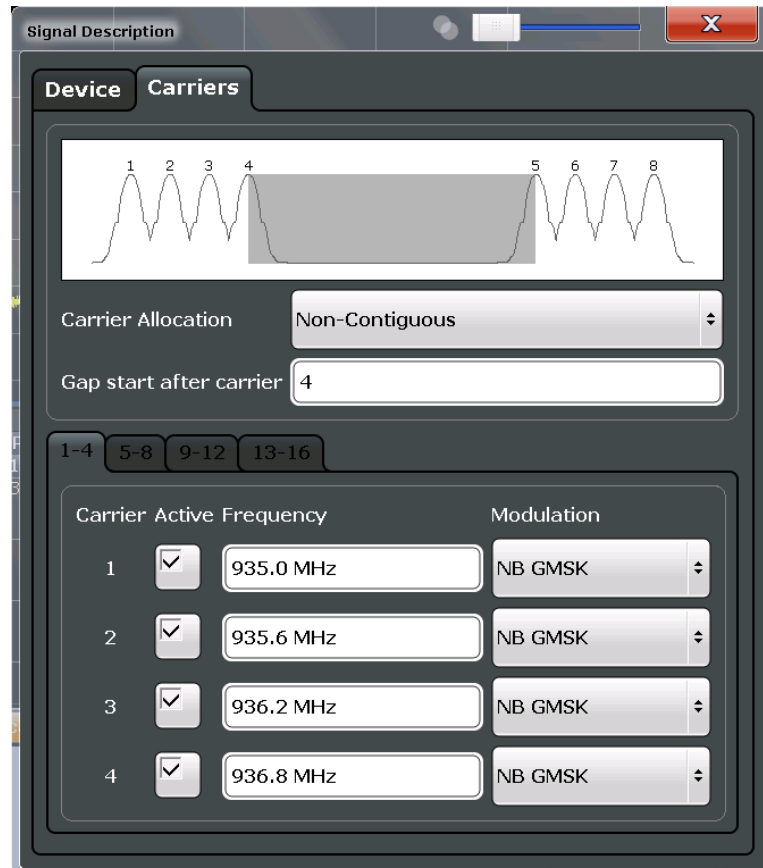 Signal Description
X
Device Carriers
1 2 3 4 5 6 7 8
Carrier Allocation Non-Contiguous
Gap start after carrier 4
1-4 5-8 9-12 13-16
Carrier Active Frequency Modulation
1 935.0 MHz NB GMSK
2 935.6 MHz NB GMSK
3 936.2 MHz NB GMSK
4 936.8 MHz NB GMSK